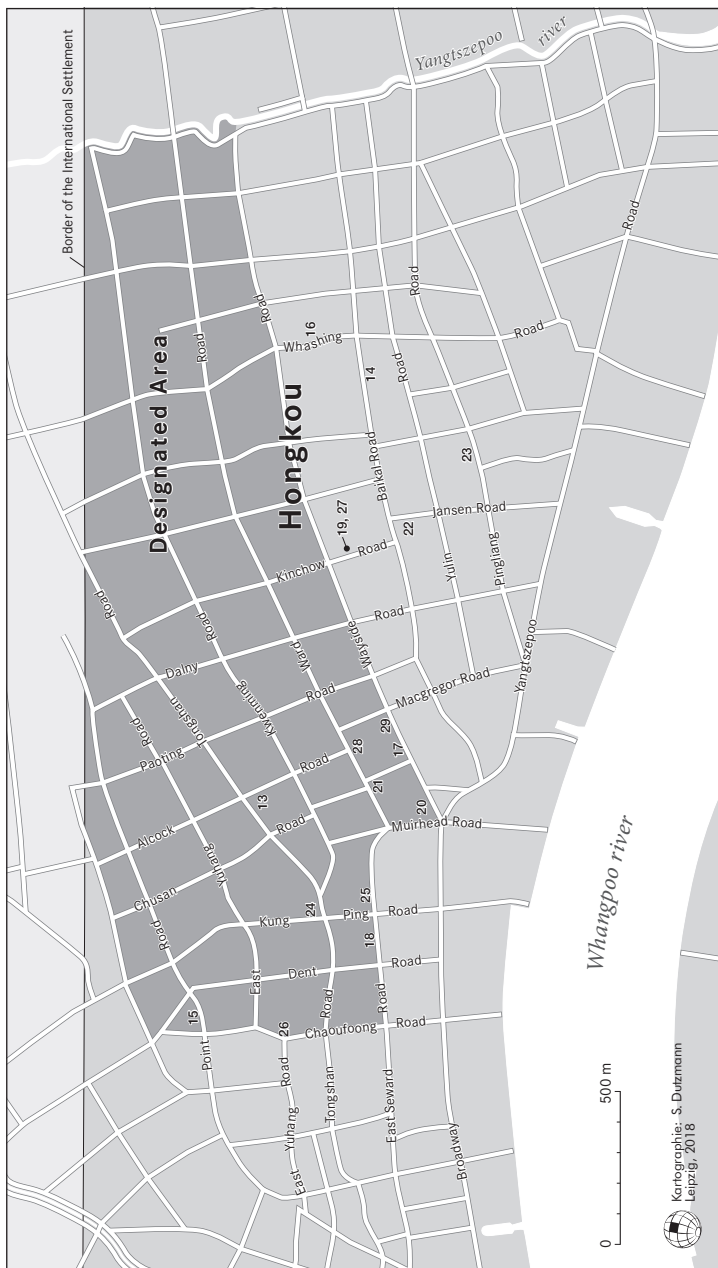 Border of the International Settlement
Yangtszepoo river
Designated Area
Hongkou
Whangpoo river
Road
Road
Road
Road
Road
Road
Whashing
16
14
Baikal Road
23
19, 27
22
Jansen Road
Kinchow Road
Yulin
Pingliang
Road
Road
Dalny Road
Ward
Wayside
Macgregor Road
Yangtszepoo
Road
Tongshan
Kwenming
Paoting Road
29
28
17
Alcock Road
13
21
20
Yuhang
Chusan Road
Muirhead Road
Road
Kung Ping Road
24
25
18
East
Dent Road
15
Point
26
Chaoufoong Road
Road
Road
East Yuhang Road
Tongshan
East Seward
Broadway
0 500 m
Kartographie: S. Dutzmann
Leipzig, 2018